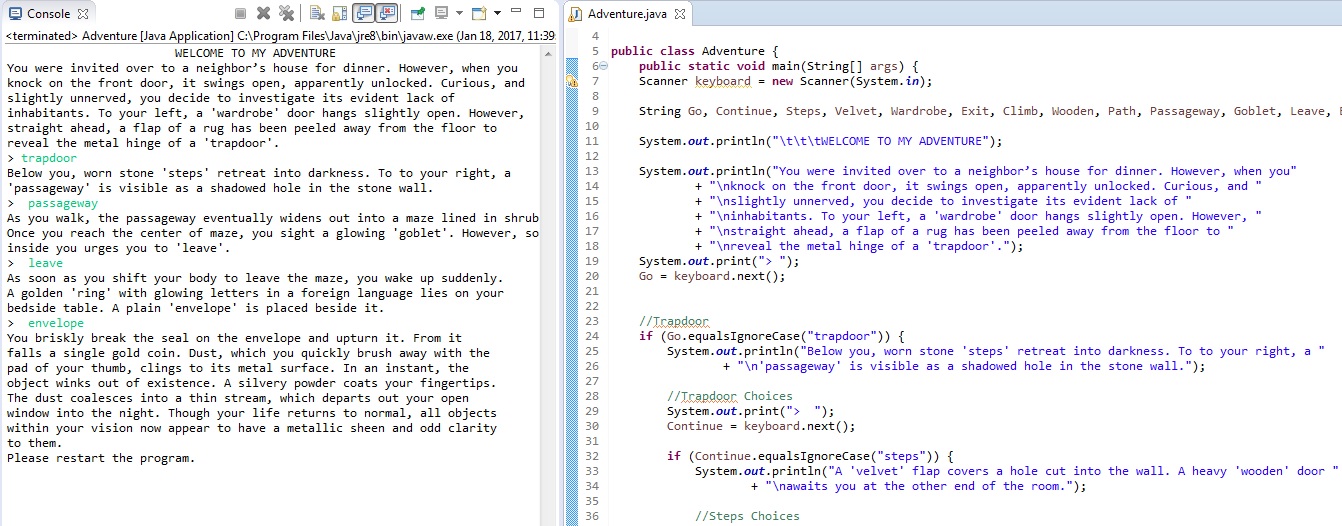 Console
<terminated> Adventure [Java Application] C:\Program Files\Java\jre8\bin\javaw.exe (Jan 18, 2017, 11:39
WELCOME TO MY ADVENTURE
You were invited over to a neighbor’s house for dinner. However, when you
knock on the front door, it swings open, apparently unlocked. Curious, and
slightly unnerved, you decide to investigate its evident lack of
inhabitants. To your left, a 'wardrobe' door hangs slightly open. However,
straight ahead, a flap of a rug has been peeled away from the floor to
reveal the metal hinge of a 'trapdoor'.
> trapdoor
Below you, worn stone 'steps' retreat into darkness. To to your right, a
'passageway' is visible as a shadowed hole in the stone wall.
>  passageway
As you walk, the passageway eventually widens out into a maze lined in shrub
Once you reach the center of maze, you sight a glowing 'goblet'. However, so
inside you urges you to 'leave'.
>  leave
As soon as you shift your body to leave the maze, you wake up suddenly.
A golden 'ring' with glowing letters in a foreign language lies on your
bedside table. A plain 'envelope' is placed beside it.
>  envelope
You briskly break the seal on the envelope and upturn it. From it
falls a single gold coin. Dust, which you quickly brush away with the
pad of your thumb, clings to its metal surface. In an instant, the
object winks out of existence. A silvery powder coats your fingertips.
The dust coalesces into a thin stream, which departs out your open
window into the night. Though your life returns to normal, all objects
within your vision now appear to have a metallic sheen and odd clarity
to them.
Please restart the program.
Adventure.java
4
5 public class Adventure {
6 public static void main(String[] args) {
7 Scanner keyboard = new Scanner(System.in);
8
9 String Go, Continue, Steps, Velvet, Wardrobe, Exit, Climb, Wooden, Path, Passageway, Goblet, Leave,
10
11 System.out.println("\t\t\tWELCOME TO MY ADVENTURE");
12
13 System.out.println("You were invited over to a neighbor’s house for dinner. However, when you"
14 + "\nknock on the front door, it swings open, apparently unlocked. Curious, and "
15 + "\nslightly unnerved, you decide to investigate its evident lack of "
16 + "\ninhabitants. To your left, a 'wardrobe' door hangs slightly open. However, "
17 + "\nstraight ahead, a flap of a rug has been peeled away from the floor to "
18 + "\nreveal the metal hinge of a 'trapdoor'.");
19 System.out.print("> ");
20 Go = keyboard.next();
21
22
23 //Trapdoor
24 if (Go.equalsIgnoreCase("trapdoor")) {
25 System.out.println("Below you, worn stone 'steps' retreat into darkness. To to your right, a "
26 + "\n'passageway' is visible as a shadowed hole in the stone wall.");
27
28 //Trapdoor Choices
29 System.out.print(">  ");
30 Continue = keyboard.next();
31
32 if (Continue.equalsIgnoreCase("steps")) {
33 System.out.println("A 'velvet' flap covers a hole cut into the wall. A heavy 'wooden' door "
34 + "\nawaits you at the other end of the room.");
35
36 //Steps Choices